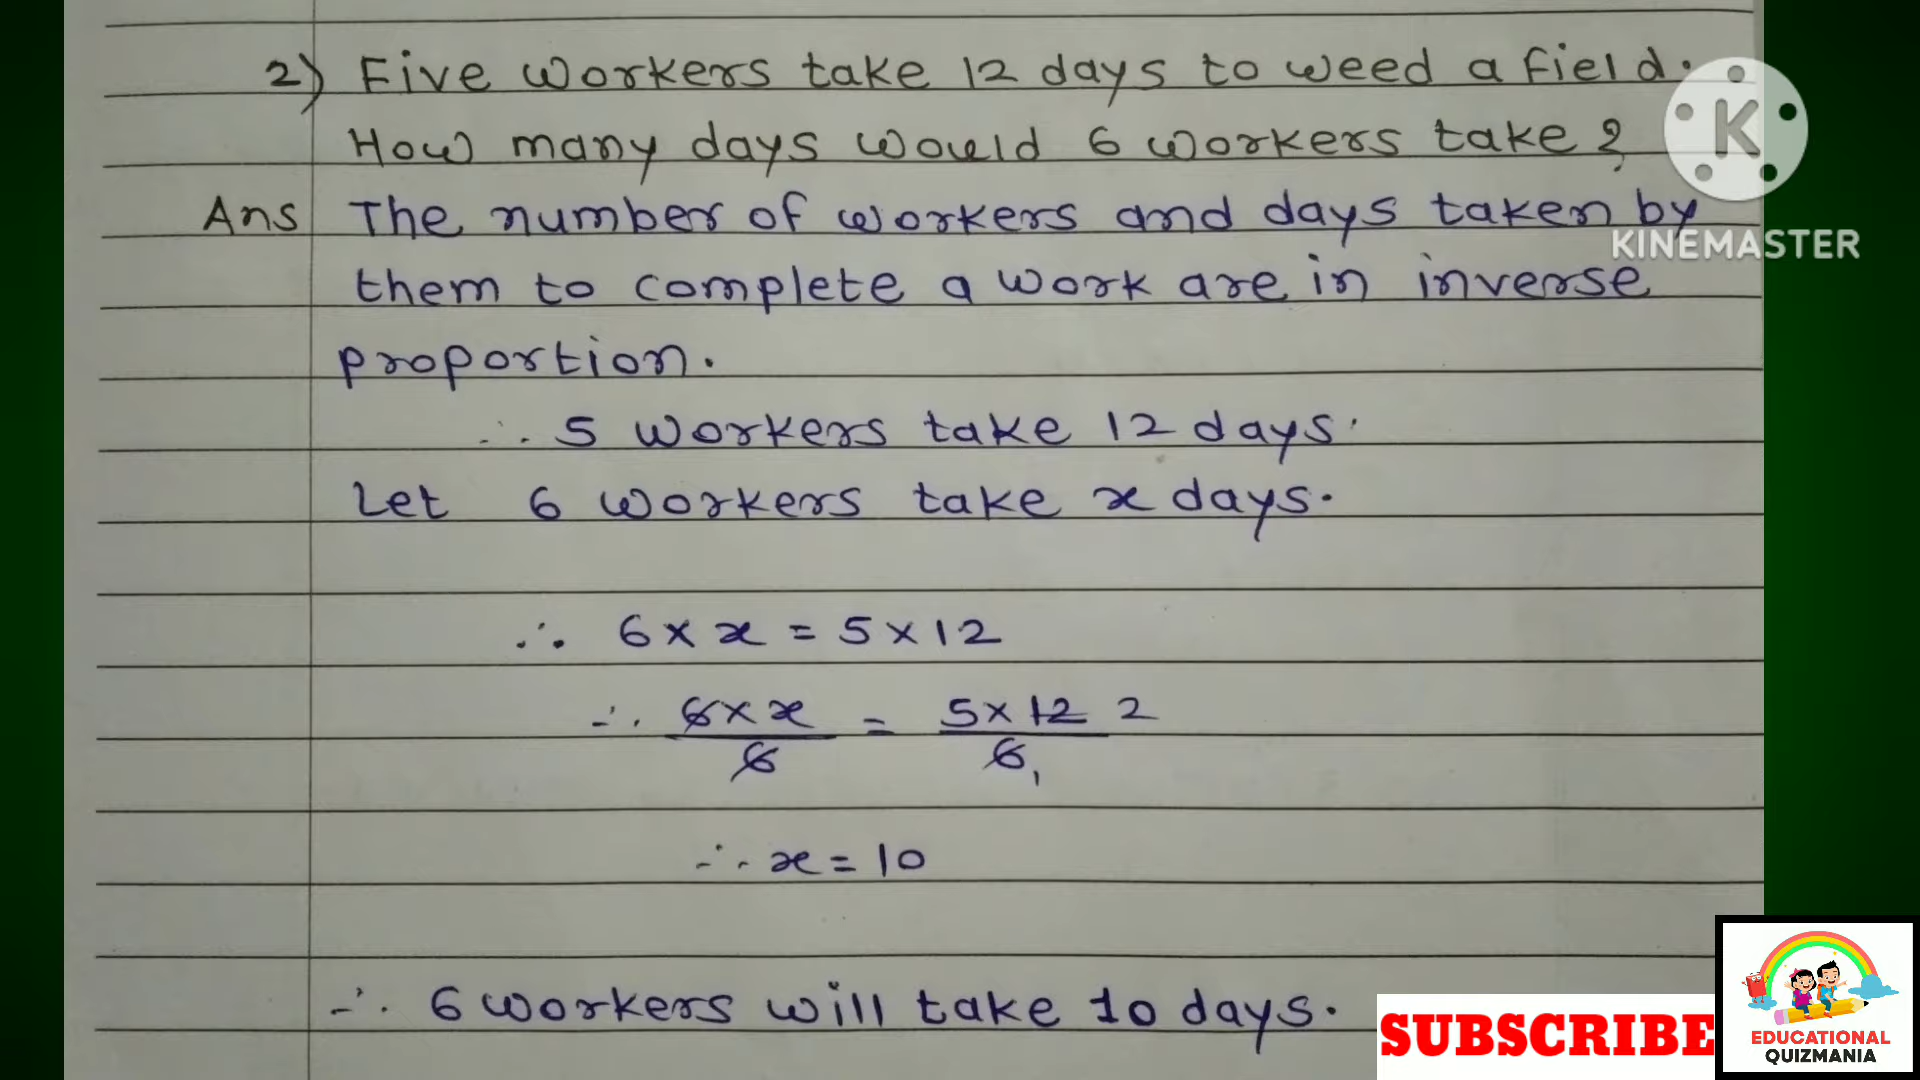 2) Five workers take 12 days to weed a field.
How many days would 6 workers take?
Ans The number of workers and days taken by
them to complete a work are in inverse
proportion.
∴ 5 workers take 12 days.
Let 6 workers take x days.
∴ 6 × x = 5 × 12
∴ 6 × x / 6 = 5 × 12 2 / 6 1
∴ x = 10
∴ 6 workers will take 10 days.
K
KINEMASTER
SUBSCRIBE
EDUCATIONAL
QUIZMANIA